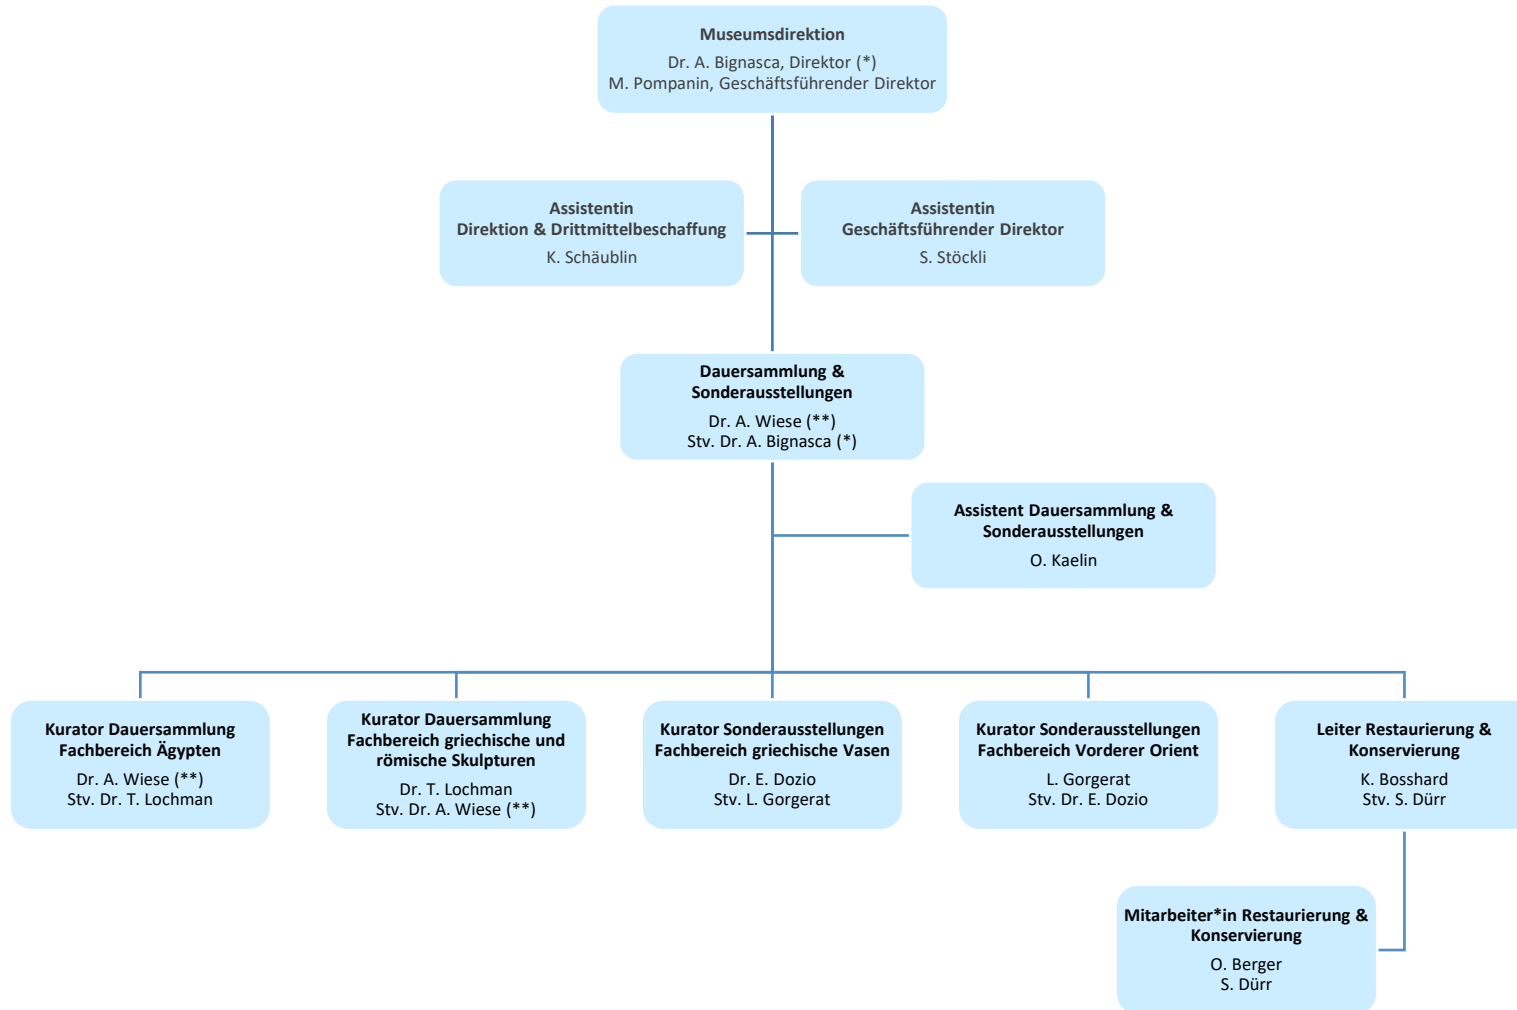 Museumsdirektion
Dr. A. Bignasca, Direktor (*)
M. Pompanin, Geschäftsführender Direktor
Assistentin
Direktion & Drittmittelbeschaffung
K. Schäublin
Assistentin
Geschäftsführender Direktor
S. Stöckli
Dauersammlung &
Sonderausstellungen
Dr. A. Wiese (**)
Stv. Dr. A. Bignasca (*)
Assistent Dauersammlung &
Sonderausstellungen
O. Kaelin
Kurator Dauersammlung
Fachbereich Ägypten
Dr. A. Wiese (**)
Stv. Dr. T. Lochman
Kurator Dauersammlung
Fachbereich griechische und
römische Skulpturen
Dr. T. Lochman
Stv. Dr. A. Wiese (**)
Kurator Sonderausstellungen
Fachbereich griechische Vasen
Dr. E. Dozio
Stv. L. Gorgerat
Kurator Sonderausstellungen
Fachbereich Vorderer Orient
L. Gorgerat
Stv. Dr. E. Dozio
Leiter Restaurierung &
Konservierung
K. Bosshard
Stv. S. Dürr
Mitarbeiter*in Restaurierung &
Konservierung
O. Berger
S. Dürr